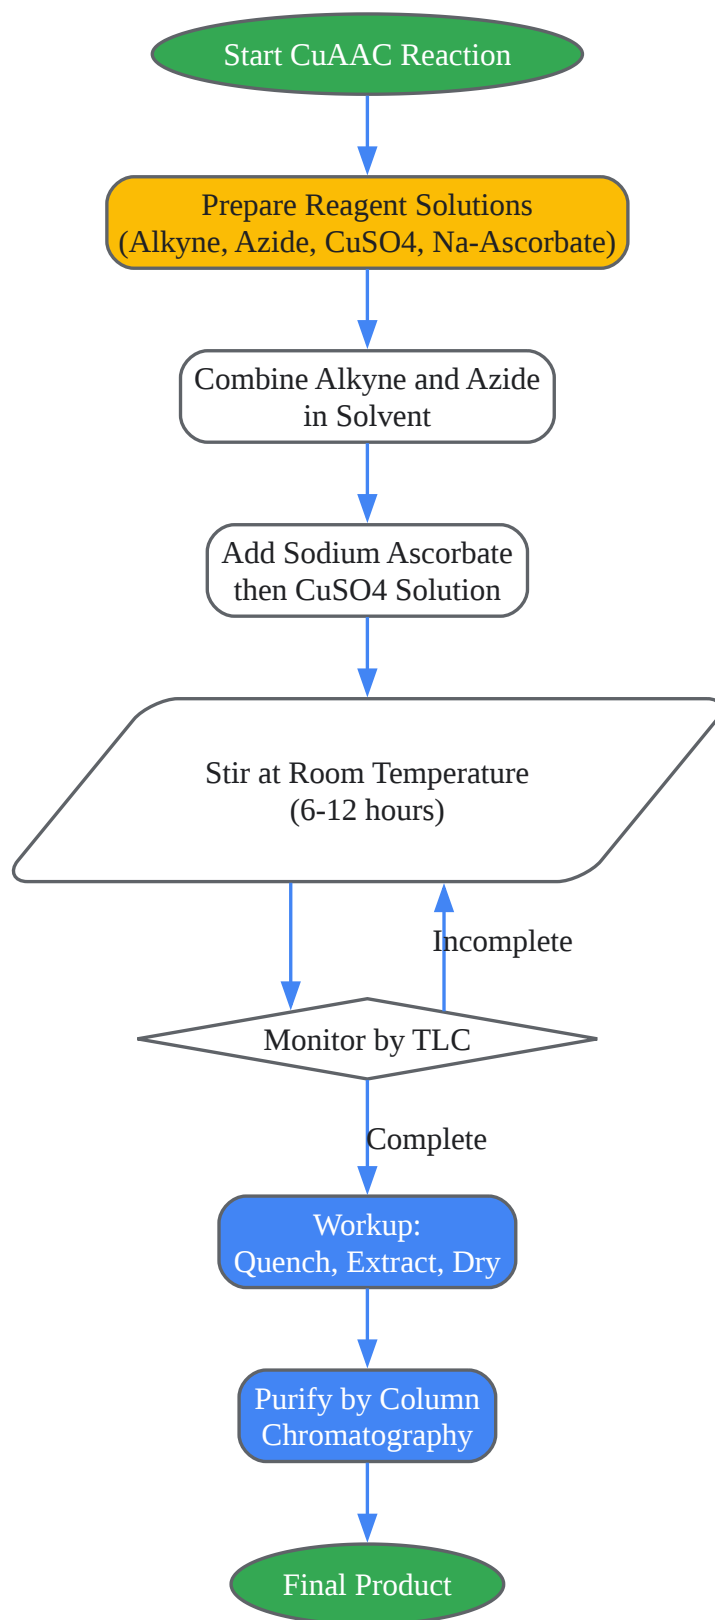 Start CuAAC Reaction
Prepare Reagent Solutions
(Alkyne, Azide, CuSO4, Na-Ascorbate)
Combine Alkyne and Azide
in Solvent
Add Sodium Ascorbate
then CuSO4 Solution
Stir at Room Temperature
(6-12 hours)
Incomplete
Monitor by TLC
Complete
Workup:
Quench, Extract, Dry
Purify by Column
Chromatography
Final Product